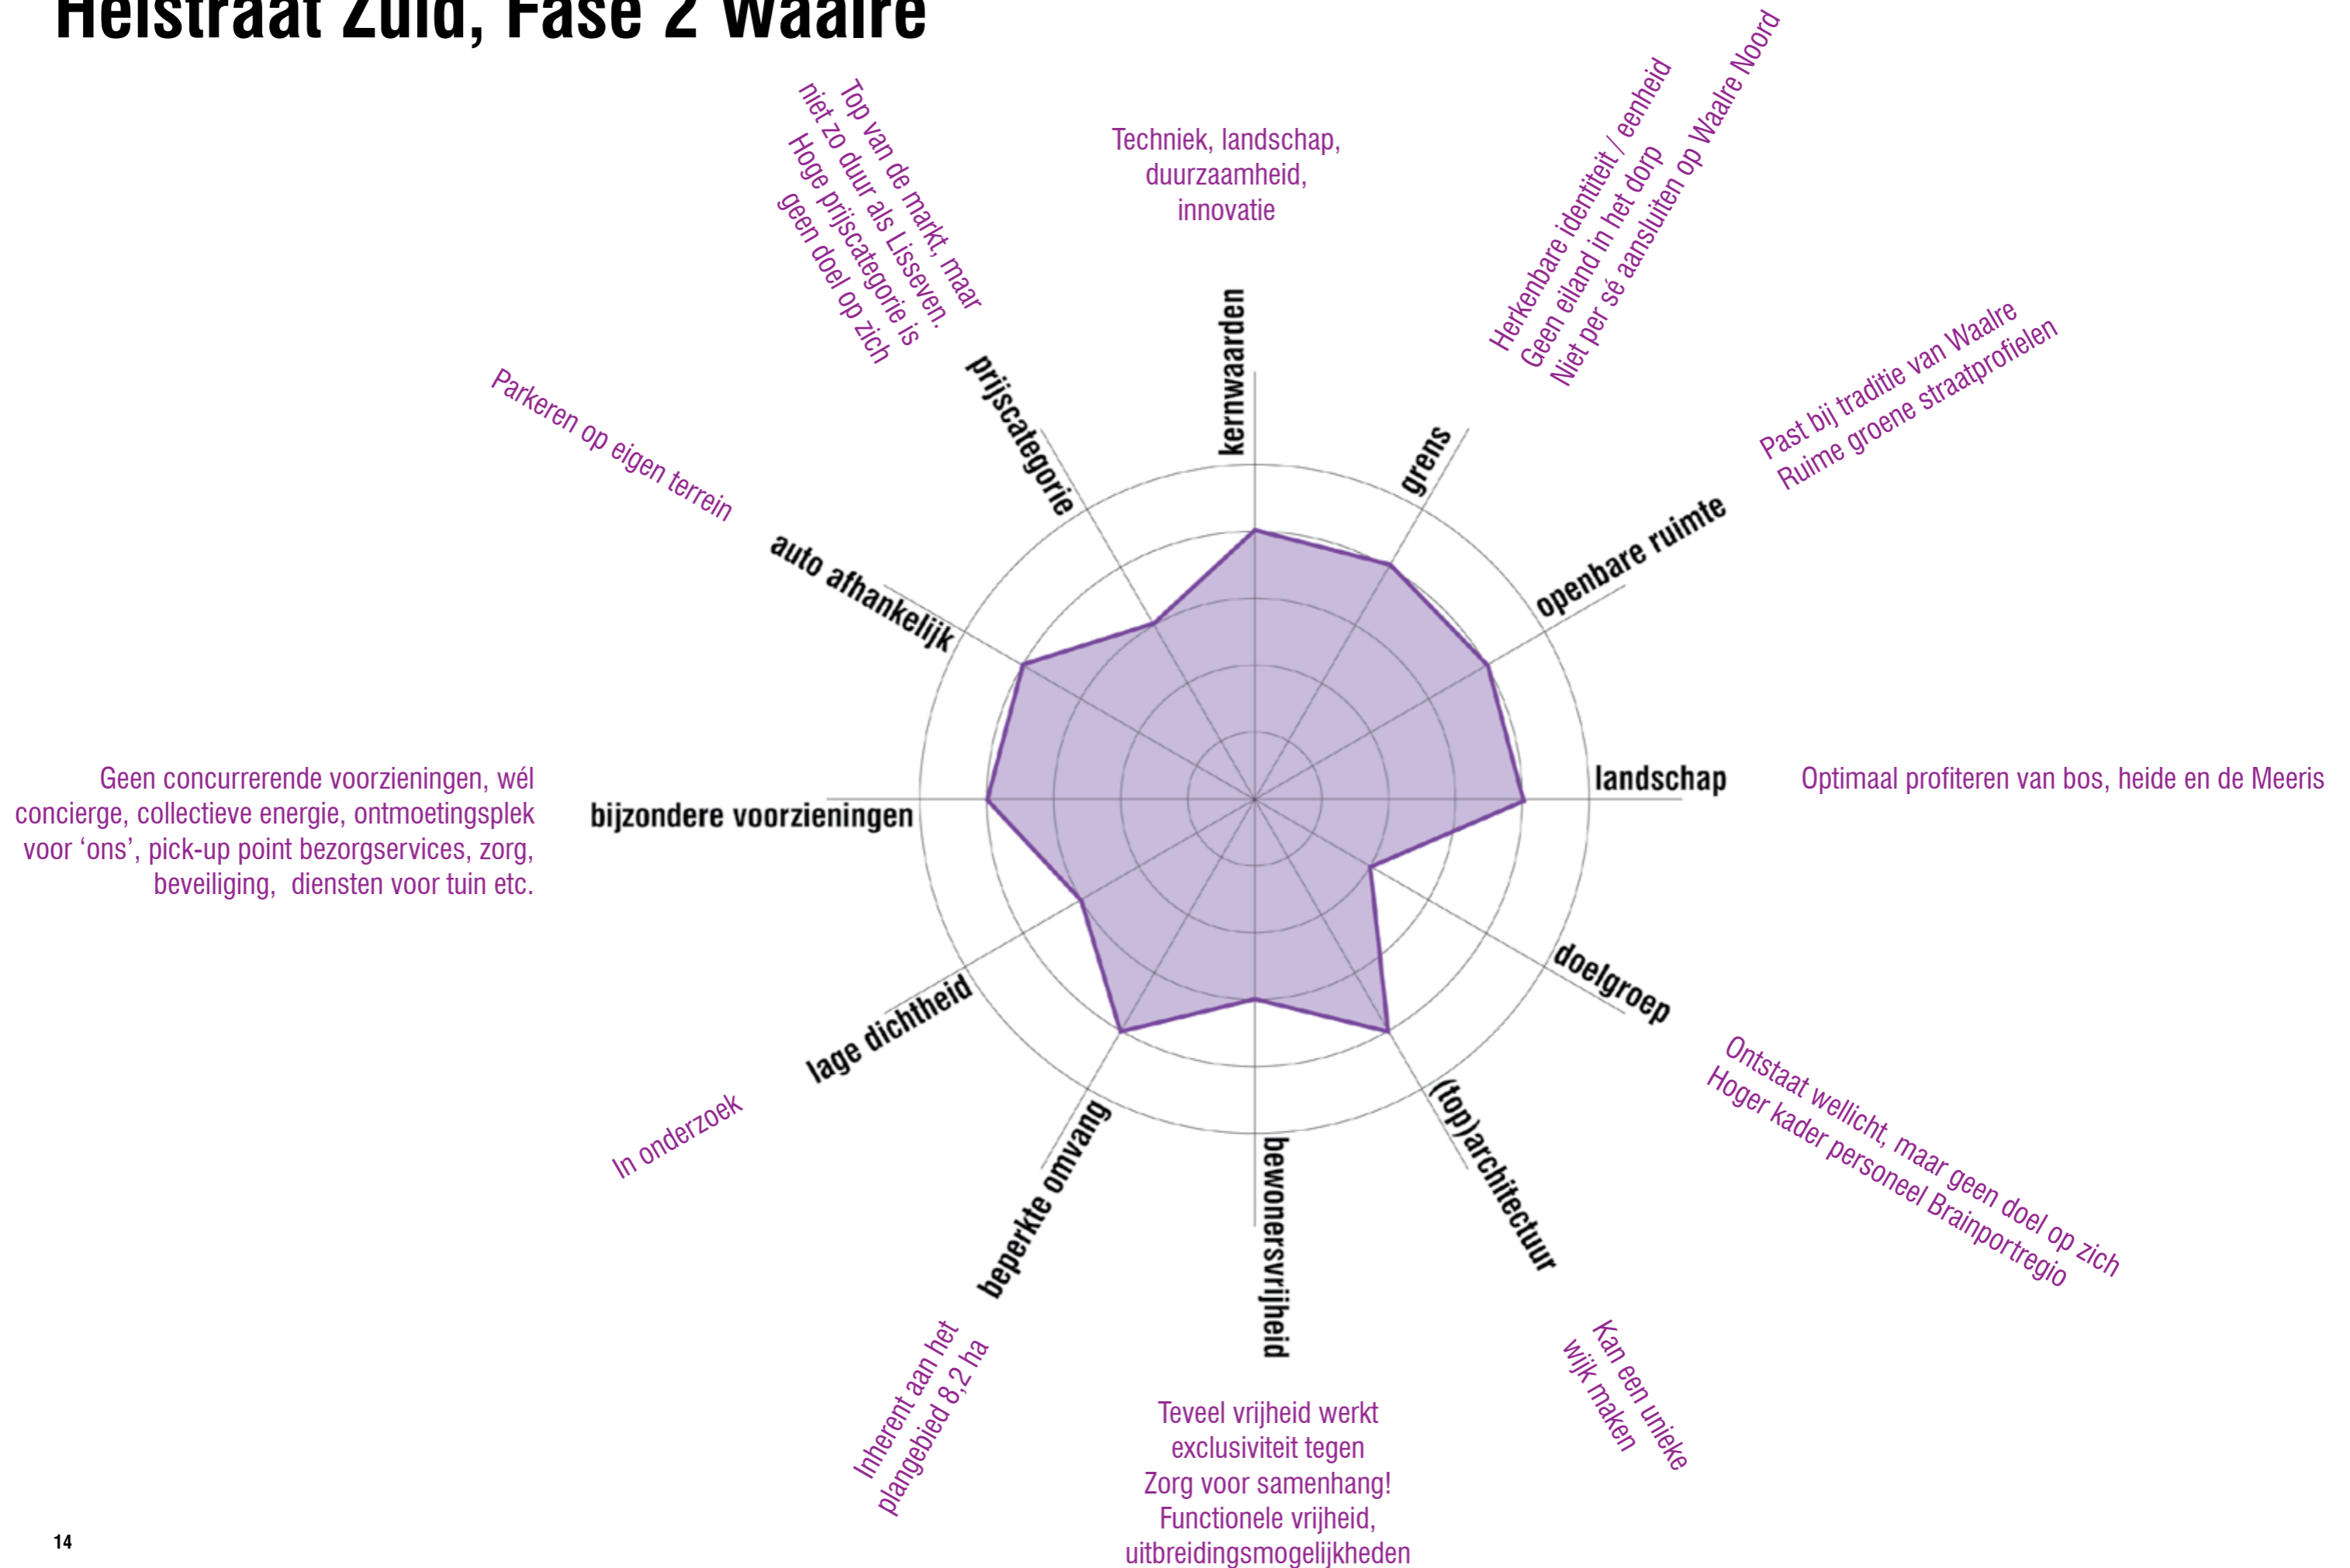 Heistraat Zuid, Fase 2 Waalre
Techniek, landschap,
duurzaamheid,
innovatie
kernwaarden
Herkenbare identiteit / eenheid
Geen eiland in het dorp
Niet per sé aansluiten op Waalre Noord
grens
Past bij traditie van Waalre
Ruime groene straatprofielen
openbare ruimte
landschap
Optimaal profiteren van bos, heide en de Meeris
doelgroep
Ontstaat wellicht, maar geen doel op zich
Hoger kader personeel Brainportregio
(top)architectuur
Kan een unieke
wijk maken
bewonersvrijheid
Teveel vrijheid werkt
exclusiviteit tegen
Zorg voor samenhang!
Functionele vrijheid,
uitbreidingsmogelijkheden
beperkte omvang
Inherent aan het
plangebied 8,2 ha
lage dichtheid
In onderzoek
bijzondere voorzieningen
Geen concurrerende voorzieningen, wél
concierge, collectieve energie, ontmoetingsplek
voor ‘ons’, pick-up point bezorgservices, zorg,
beveiliging, diensten voor tuin etc.
auto afhankelijk
Parkeren op eigen terrein
prijscategorie
Top van de markt, maar
niet zo duur als Lisseven.
Hoge prijscategorie is
geen doel op zich
14